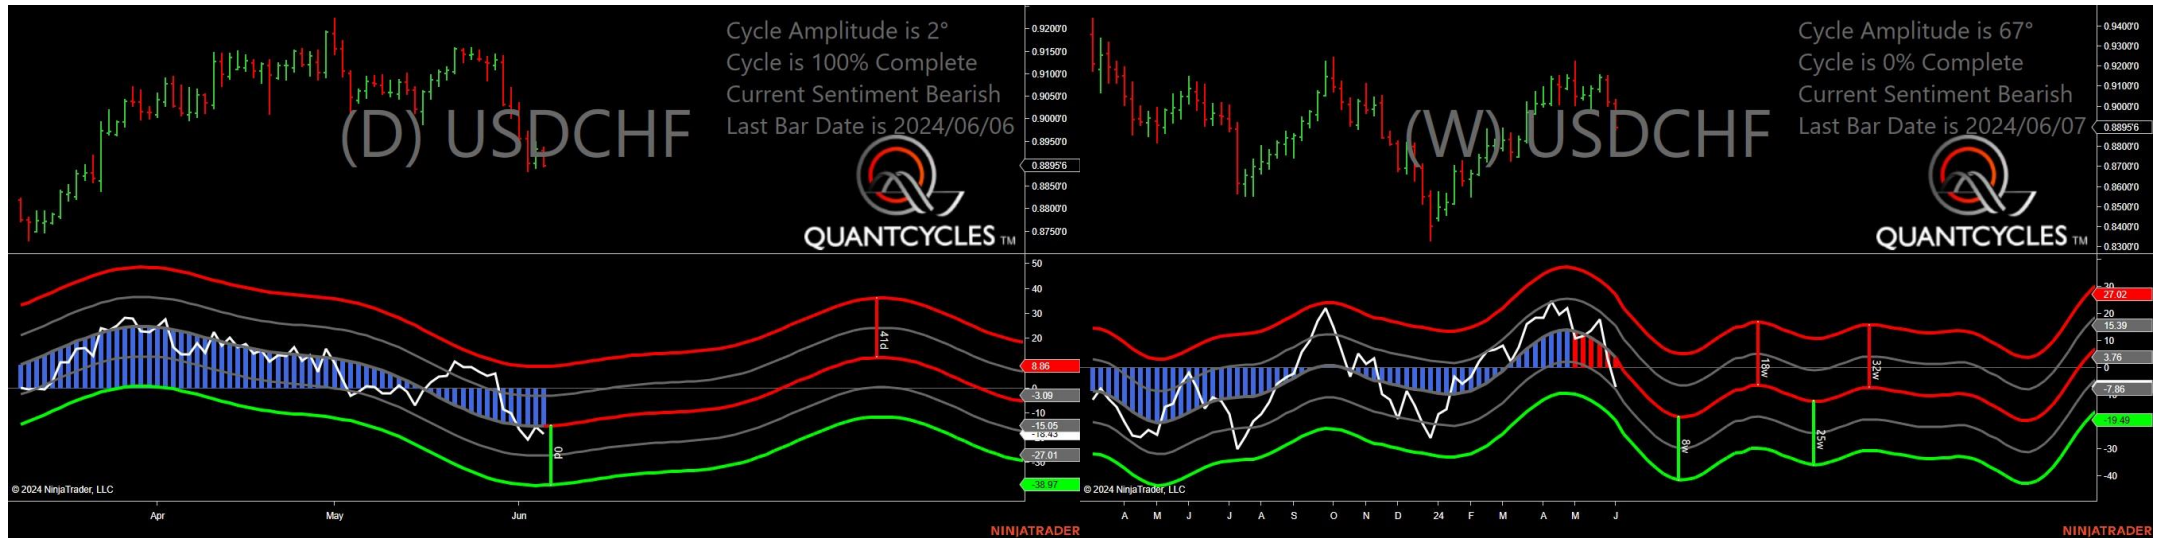 Cycle Amplitude is 2°
Cycle is 100% Complete
Current Sentiment Bearish
Last Bar Date is 2024/06/06
(D) USDCHF
QUANTCYCLES TM
0.9200'0
0.9150'0
0.9100'0
0.9050'0
0.9000'0
0.8950'0
0.8895'6
0.8850'0
0.8800'0
0.8750'0
50
40
30
20
10
8.86
0
-3.09
-10
-15.05
-18.43
-27.01
-30
-38.97
41d
0d
© 2024 NinjaTrader, LLC
Apr
May
Jun
NINJATRADER
Cycle Amplitude is 67°
Cycle is 0% Complete
Current Sentiment Bearish
Last Bar Date is 2024/06/07
(W) USDCHF
QUANTCYCLES TM
0.9400'0
0.9300'0
0.9200'0
0.9100'0
0.9000'0
0.8895'6
0.8800'0
0.8700'0
0.8600'0
0.8500'0
0.8400'0
0.8300'0
30
27.02
20
15.39
10
3.76
0
-7.86
-19.49
-30
-40
18w
32w
8w
25w
© 2024 NinjaTrader, LLC
A M J J A S O N D 24 F M A M J
NINJATRADER